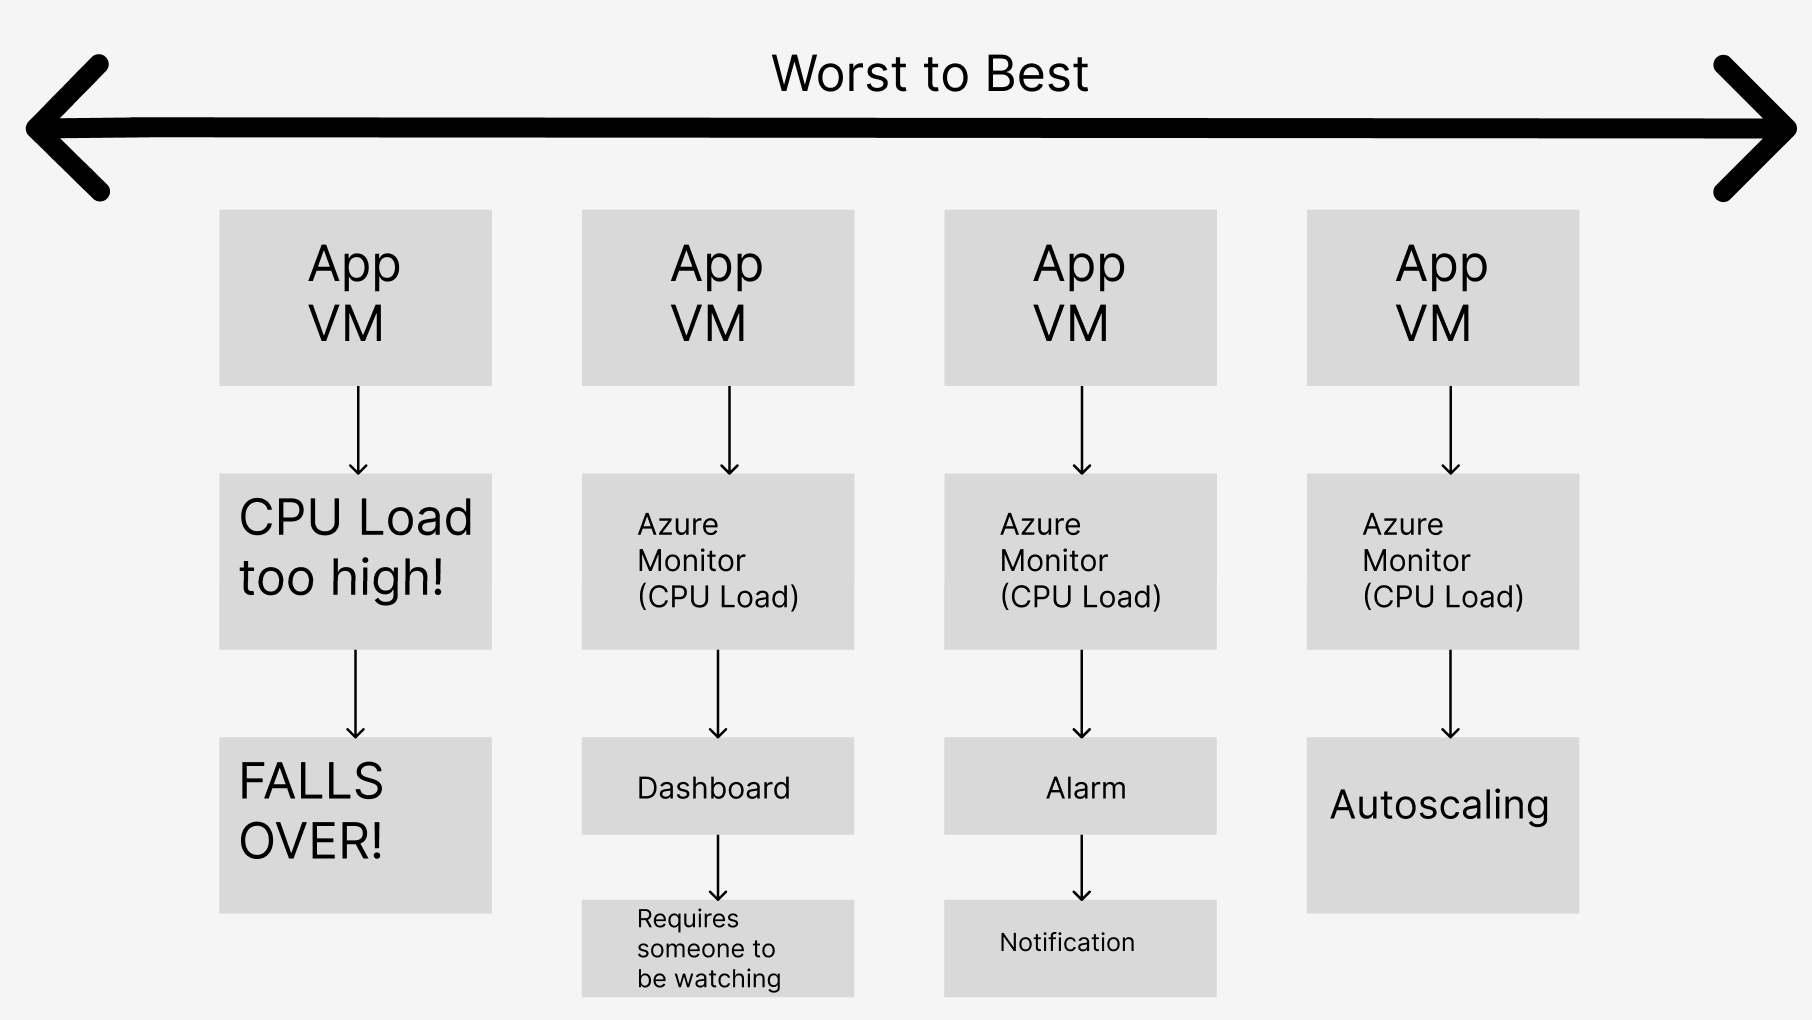 Worst to Best
App
VM
CPU Load
too high!
FALLS
OVER!
App
VM
Azure
Monitor
(CPU Load)
Dashboard
Requires
someone to
be watching
App
VM
Azure
Monitor
(CPU Load)
Alarm
Notification
App
VM
Azure
Monitor
(CPU Load)
Autoscaling